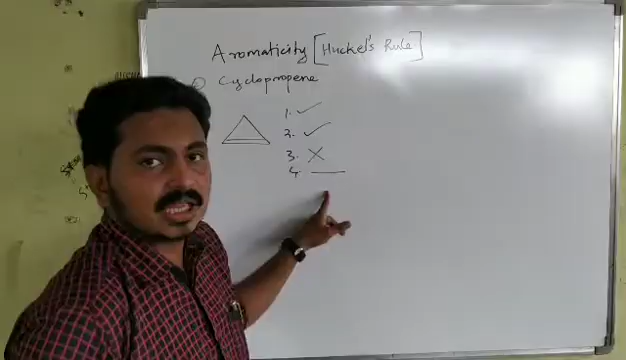 Aromaticity [Huckel's Rule]
Cyclopropene
1. ✓
2. ✓
3. X
4. —